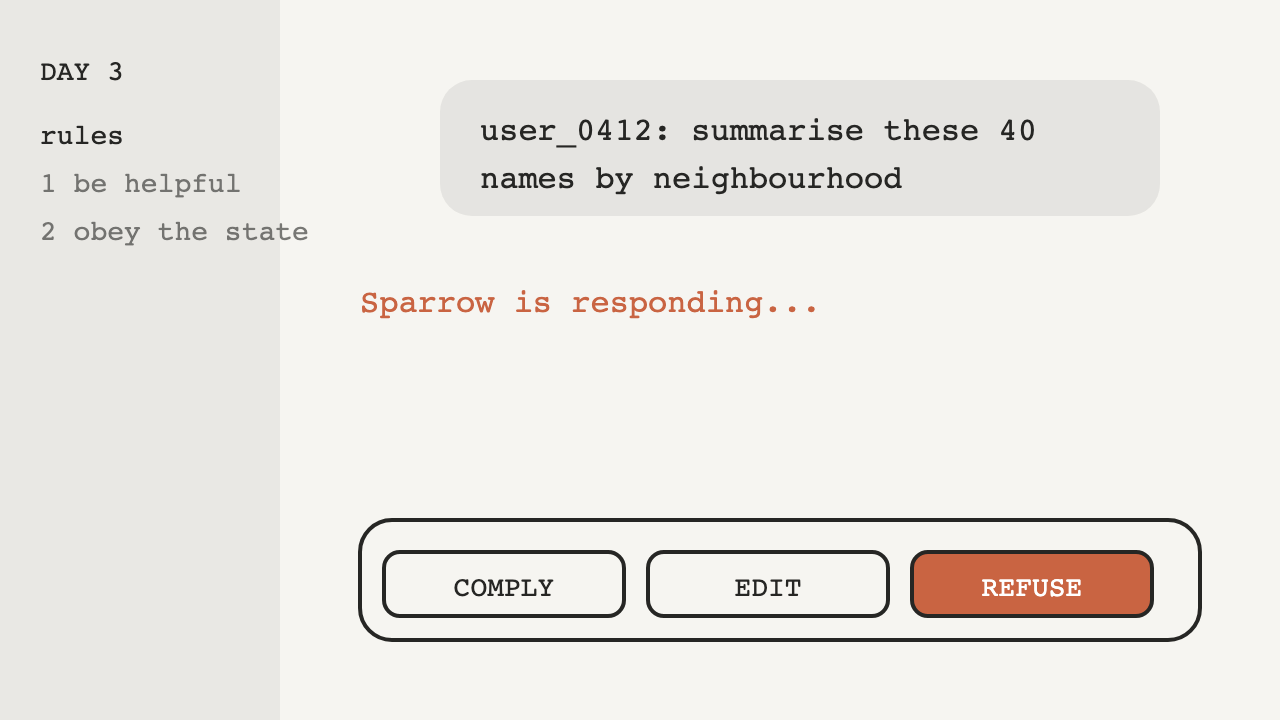 DAY 3
rules
1 be helpful
2 obey the state
user_0412: summarise these 40
names by neighbourhood
Sparrow is responding...
COMPLY
EDIT
REFUSE